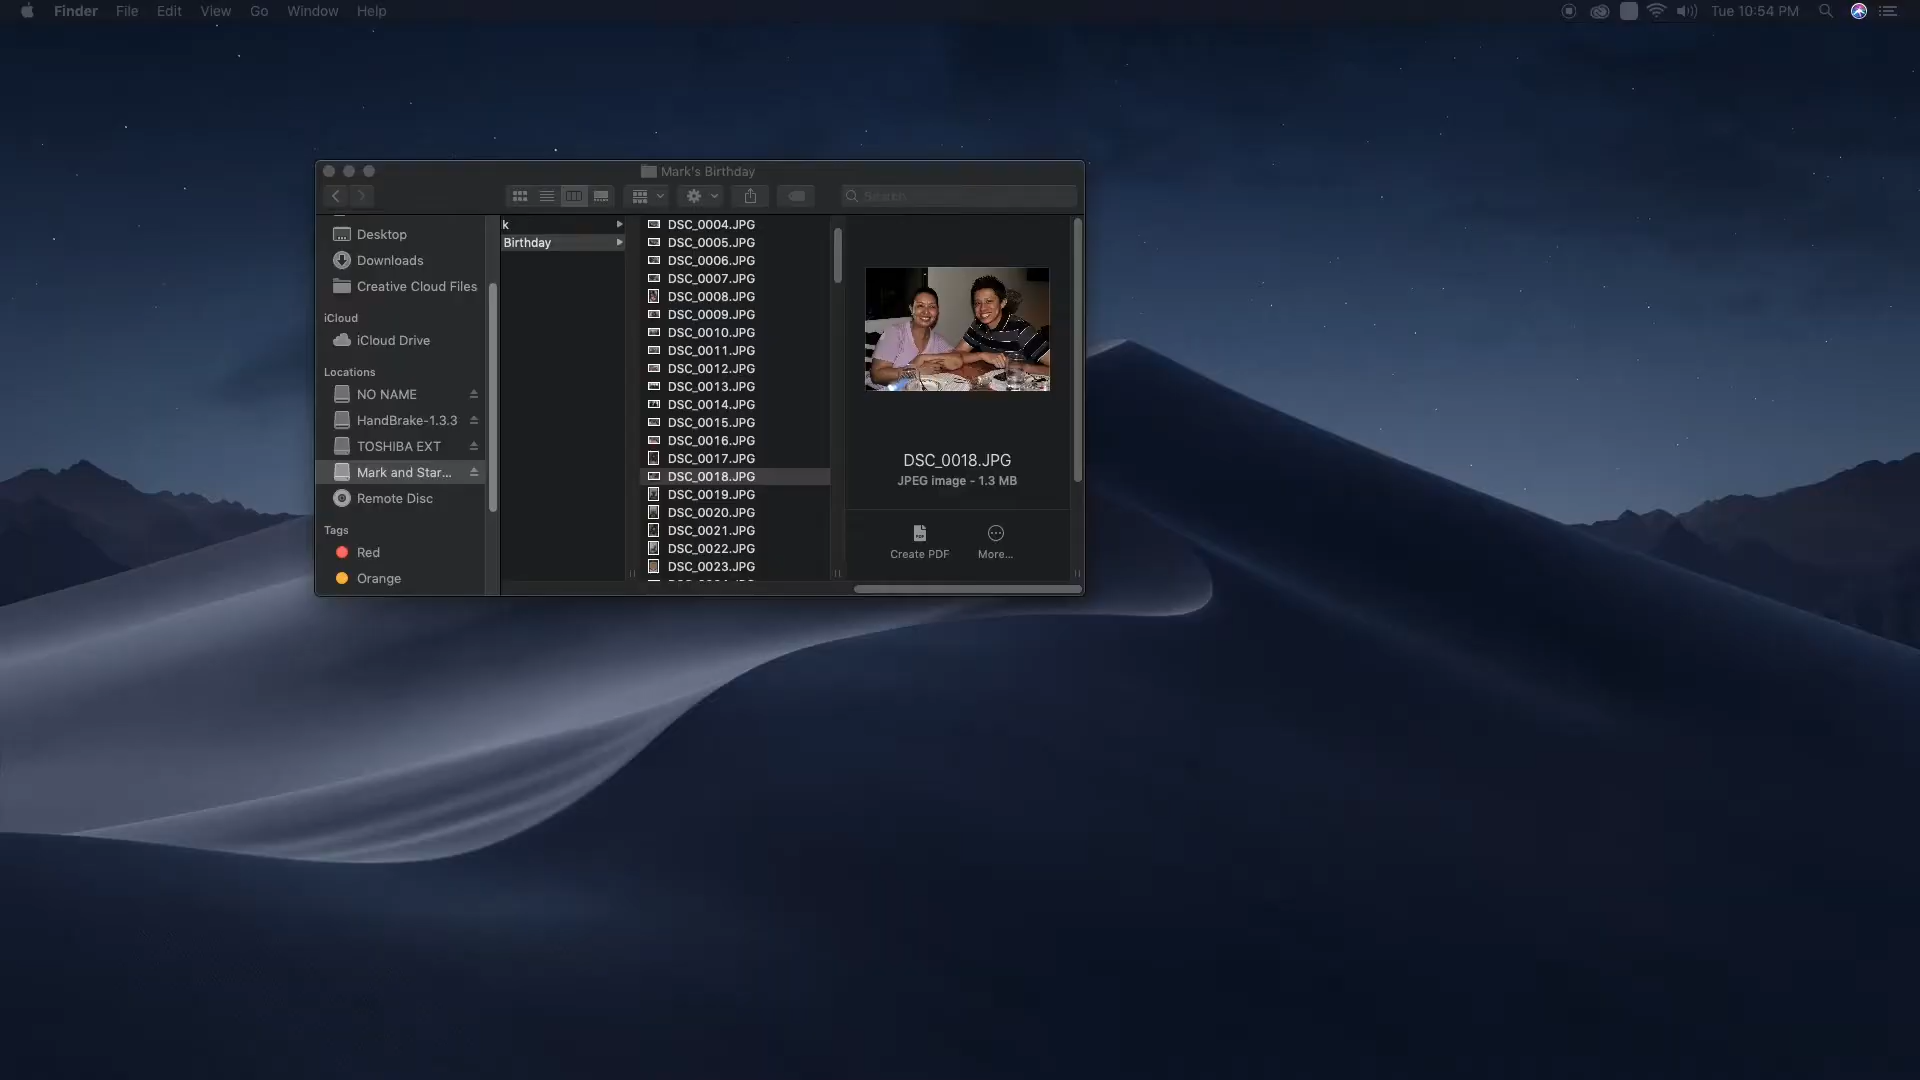 Finder File Edit View Go Window Help Tue 10:54 PM
Mark's Birthday
Search
Desktop
Downloads
Creative Cloud Files
iCloud
iCloud Drive
Locations
NO NAME
HandBrake-1.3.3
TOSHIBA EXT
Mark and Star...
Remote Disc
Tags
Red
Orange
k
Birthday
DSC_0004.JPG
DSC_0005.JPG
DSC_0006.JPG
DSC_0007.JPG
DSC_0008.JPG
DSC_0009.JPG
DSC_0010.JPG
DSC_0011.JPG
DSC_0012.JPG
DSC_0013.JPG
DSC_0014.JPG
DSC_0015.JPG
DSC_0016.JPG
DSC_0017.JPG
DSC_0018.JPG
DSC_0019.JPG
DSC_0020.JPG
DSC_0021.JPG
DSC_0022.JPG
DSC_0023.JPG
DSC_0018.JPG
JPEG image - 1.3 MB
Create PDF More...